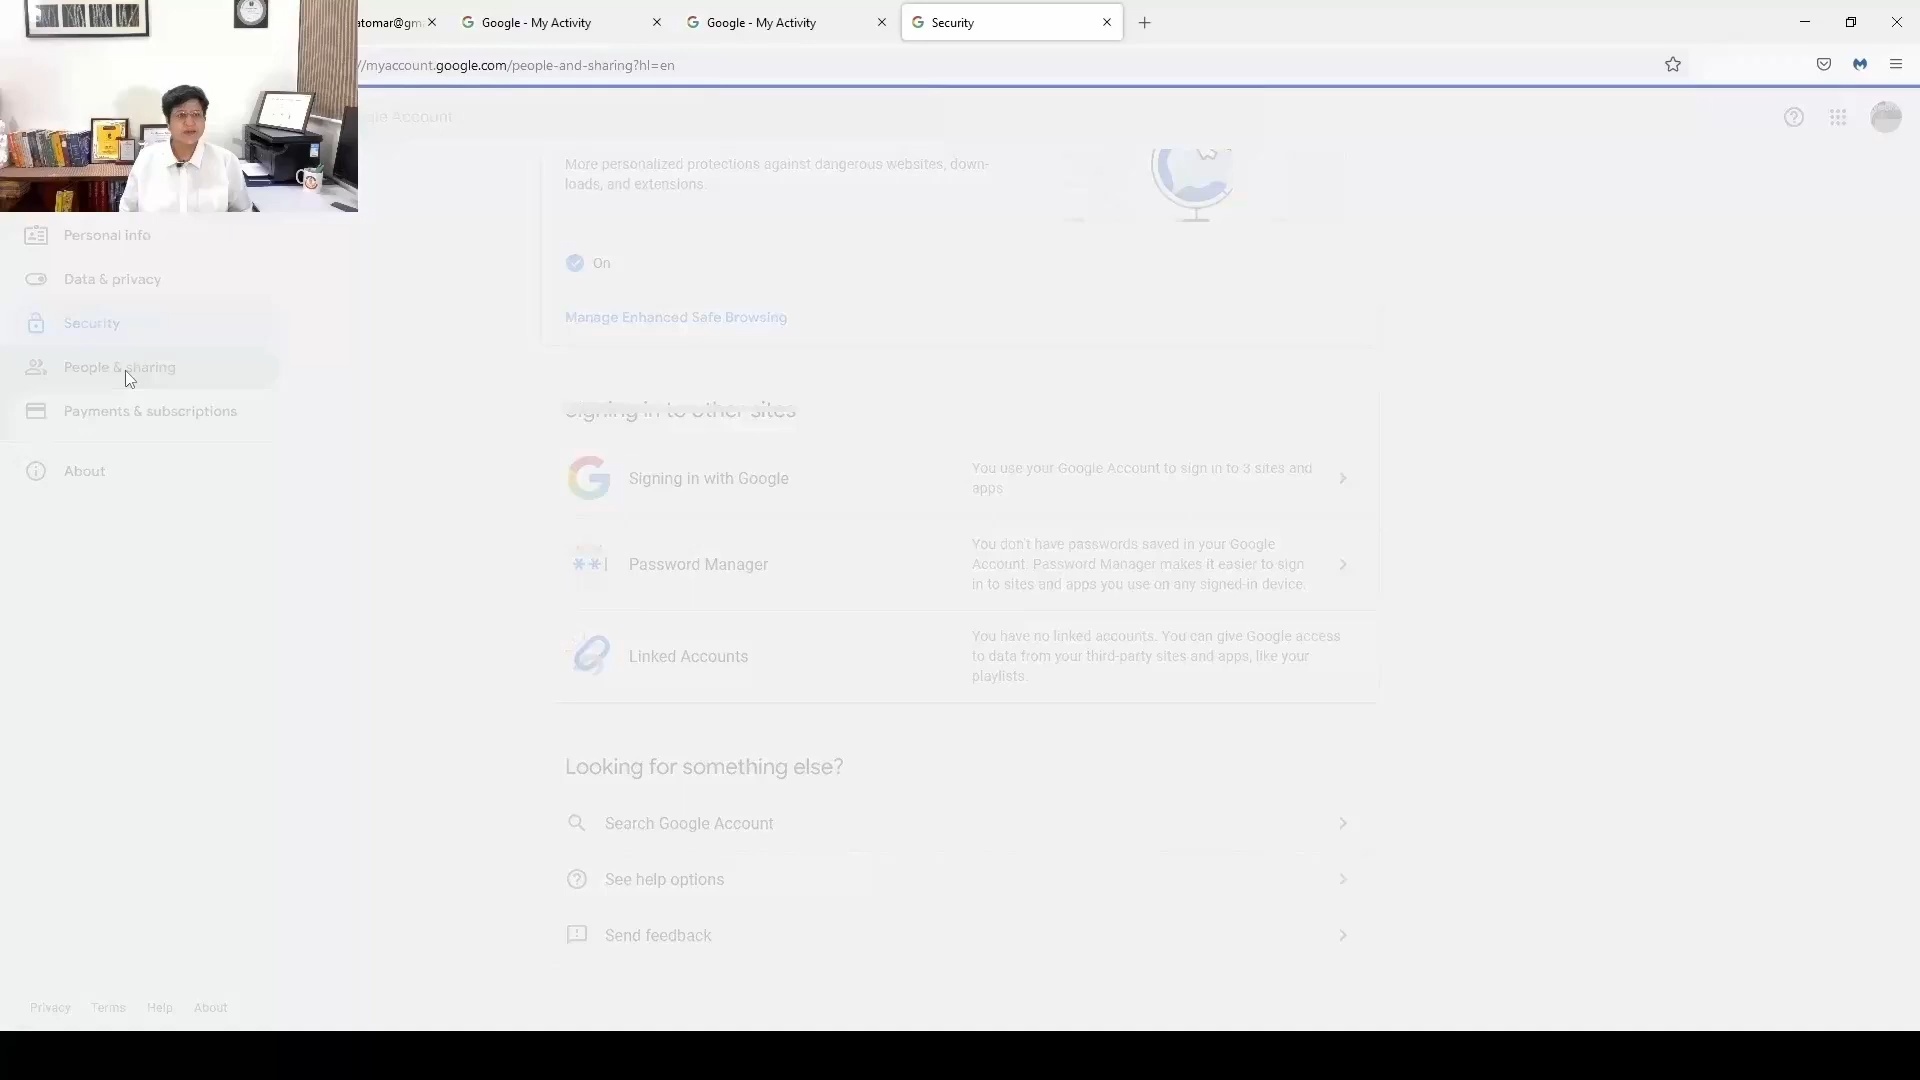 atomar@gm
Google - My Activity
Google - My Activity
Security
//myaccount.google.com/people-and-sharing?hl=en
Account
More personalized protections against dangerous websites, down-
loads, and extensions.
On
Manage Enhanced Safe Browsing
Personal info
Data & privacy
Security
People & sharing
Payments & subscriptions
About
Signing in to other sites
Signing in with Google
You use your Google Account to sign in to 3 sites and
apps
Password Manager
You don't have passwords saved in your Google
Account. Password Manager makes it easier to sign
in to sites and apps you use on any signed-in device.
Linked Accounts
You have no linked accounts. You can give Google access
to data from your third-party sites and apps, like your
playlists.
Looking for something else?
Search Google Account
See help options
Send feedback
Privacy Terms Help About